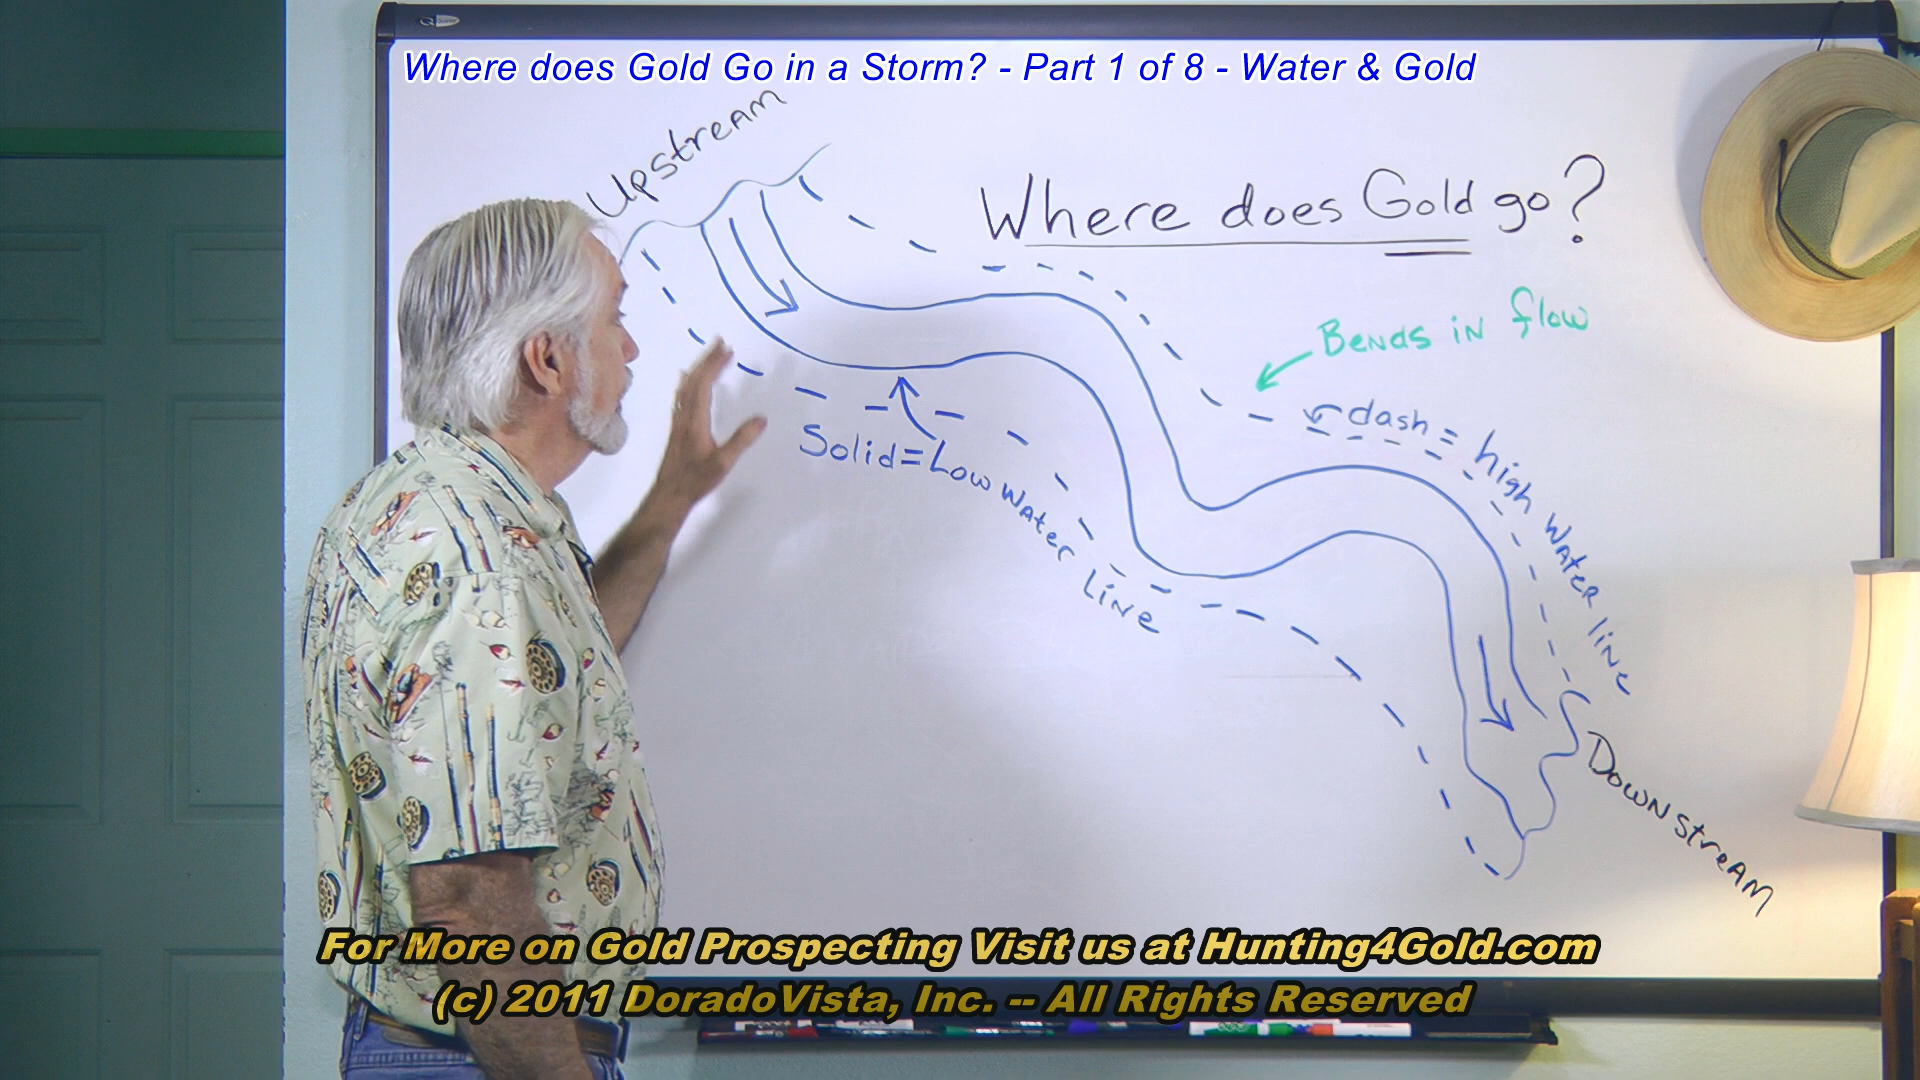 Where does Gold Go in a Storm? - Part 1 of 8 - Water & Gold
Upstream
Where does Gold go?
Bends in flow
dash = high water line
Solid = Low water Line
Downstream
For More on Gold Prospecting Visit us at Hunting4Gold.com
(c) 2011 DoradoVista, Inc. -- All Rights Reserved